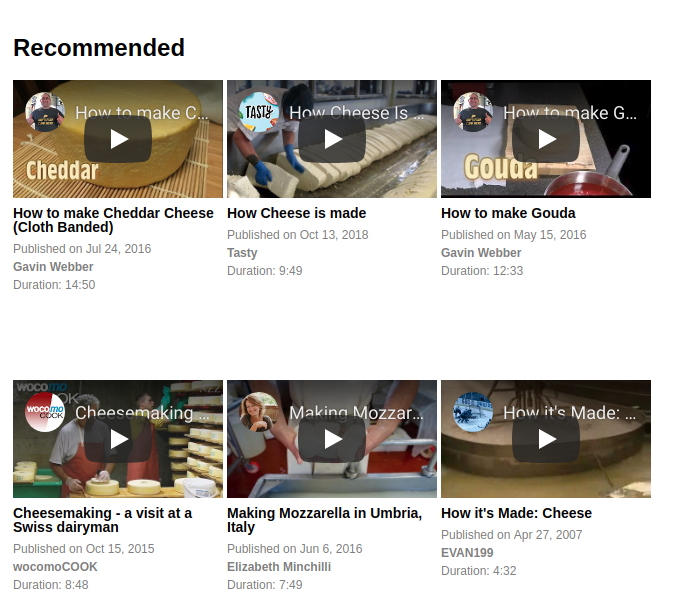 Recommended
How to make C...
Cheddar
How to make Cheddar Cheese
(Cloth Banded)
Published on Jul 24, 2016
Gavin Webber
Duration: 14:50
TASTY
How Cheese Is ...
How Cheese is made
Published on Oct 13, 2018
Tasty
Duration: 9:49
How to make G...
Gouda
How to make Gouda
Published on May 15, 2016
Gavin Webber
Duration: 12:33
wocomo
COOK
wocomo
COOK
Cheesemaking ...
Cheesemaking - a visit at a
Swiss dairyman
Published on Oct 15, 2015
wocomoCOOK
Duration: 8:48
Making Mozzar...
Making Mozzarella in Umbria,
Italy
Published on Jun 6, 2016
Elizabeth Minchilli
Duration: 7:49
How it's Made: ...
How it's Made: Cheese
Published on Apr 27, 2007
EVAN199
Duration: 4:32